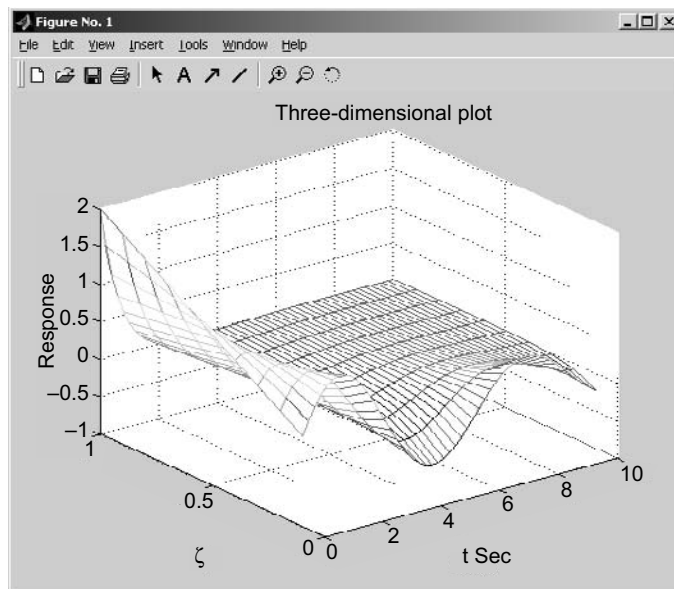 Figure No. 1
File Edit View Insert Tools Window Help
A
Three-dimensional plot
Response
2
1.5
1
0.5
0
–0.5
–1
1
0.5
0
ζ
0
2
4
6
8
10
t Sec